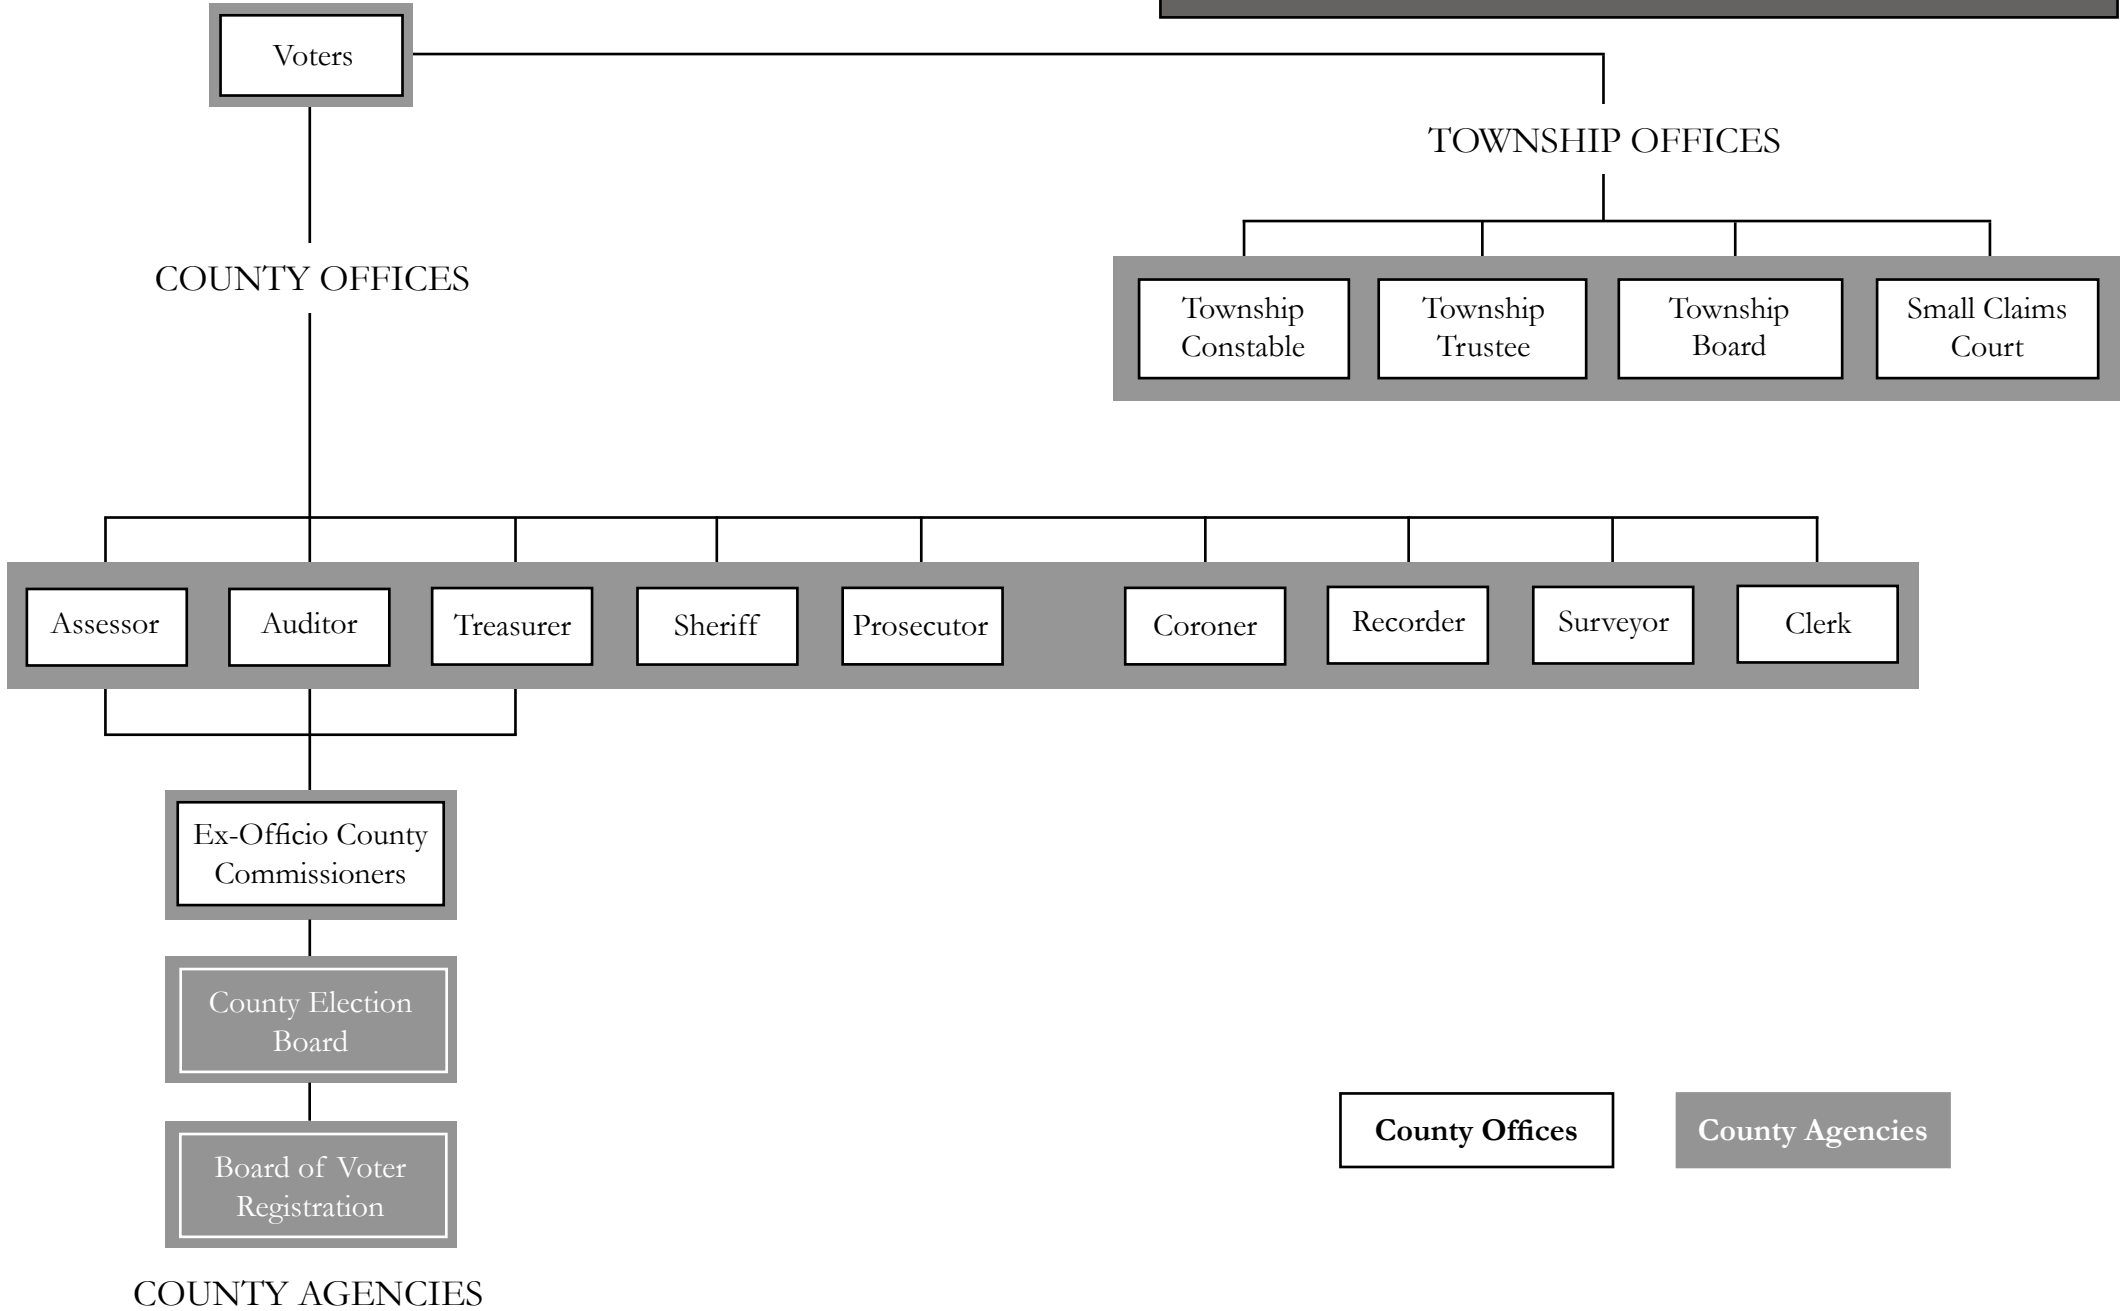 Voters
TOWNSHIP OFFICES
COUNTY OFFICES
Township
Constable
Township
Trustee
Township
Board
Small Claims
Court
Assessor
Auditor
Treasurer
Sheriff
Prosecutor
Coroner
Recorder
Surveyor
Clerk
Ex-Officio County
Commissioners
County Election
Board
Board of Voter
Registration
COUNTY AGENCIES
County Offices
County Agencies